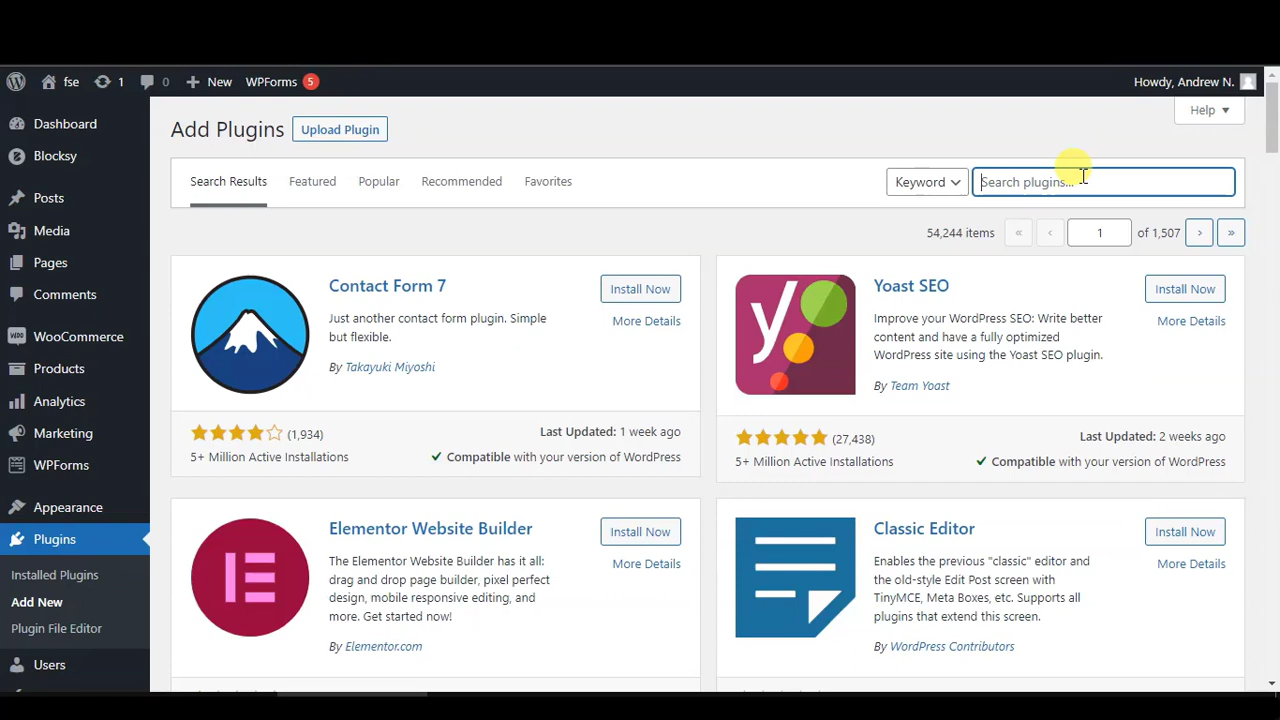 fse 1 0 New WPForms 5 Howdy, Andrew N.
Help
Dashboard
Blocksy
Posts
Media
Pages
Comments
WooCommerce
Products
Analytics
Marketing
WPForms
Appearance
Plugins
Installed Plugins
Add New
Plugin File Editor
Users
Add Plugins Upload Plugin
Search Results Featured Popular Recommended Favorites Keyword Search plugins...
54,244 items « ‹ 1 of 1,507 › »
Contact Form 7
Install Now
More Details
Just another contact form plugin. Simple
but flexible.
By Takayuki Miyoshi
(1,934)
5+ Million Active Installations
Last Updated: 1 week ago
Compatible with your version of WordPress
Yoast SEO
Install Now
More Details
Improve your WordPress SEO: Write better
content and have a fully optimized
WordPress site using the Yoast SEO plugin.
By Team Yoast
(27,438)
5+ Million Active Installations
Last Updated: 2 weeks ago
Compatible with your version of WordPress
Elementor Website Builder
Install Now
More Details
The Elementor Website Builder has it all:
drag and drop page builder, pixel perfect
design, mobile responsive editing, and
more. Get started now!
By Elementor.com
Classic Editor
Install Now
More Details
Enables the previous "classic" editor and
the old-style Edit Post screen with
TinyMCE, Meta Boxes, etc. Supports all
plugins that extend this screen.
By WordPress Contributors